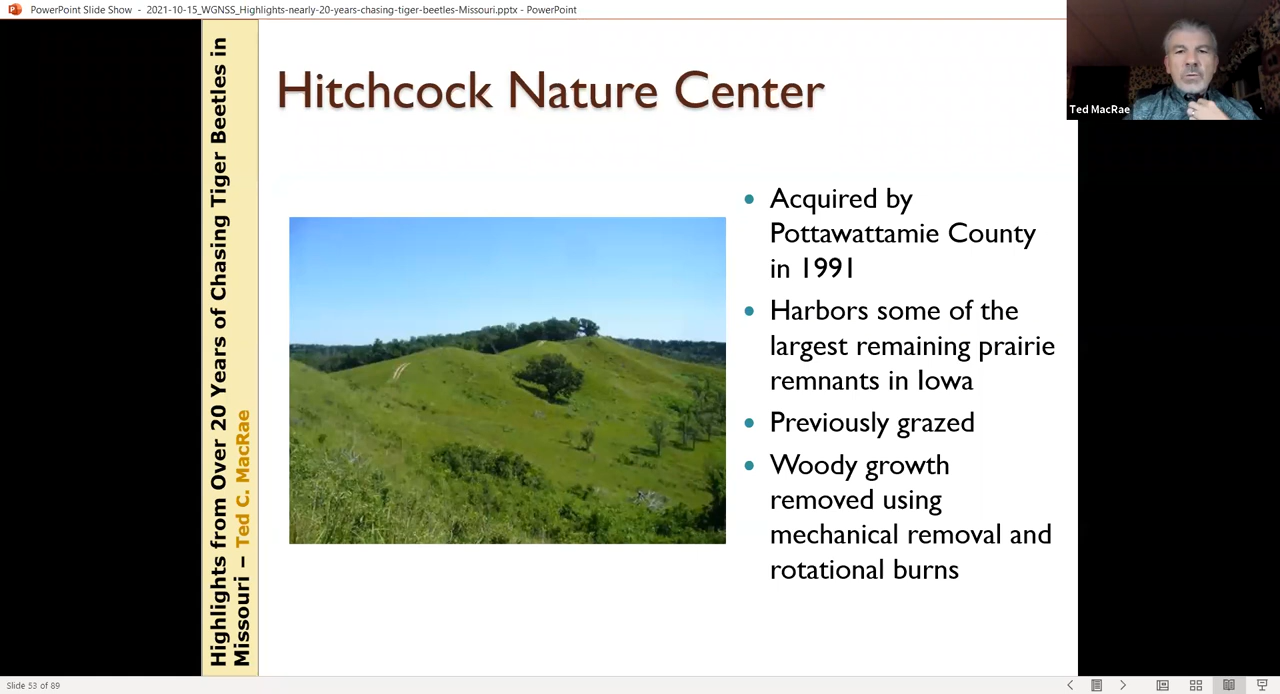 PowerPoint Slide Show - 2021-10-15_WGNSS_Highlights-nearly-20-years-chasing-tiger-beetles-Missouri.pptx - PowerPoint
Ted MacRae
Highlights from Over 20 Years of Chasing Tiger Beetles in
Missouri – Ted C. MacRae
Hitchcock Nature Center
• Acquired by
Pottawattamie County
in 1991
• Harbors some of the
largest remaining prairie
remnants in Iowa
• Previously grazed
• Woody growth
removed using
mechanical removal and
rotational burns
Slide 53 of 89